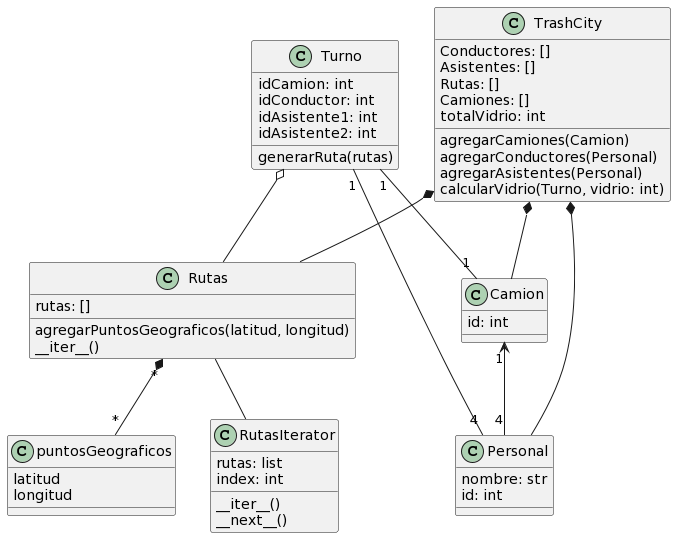 C TrashCity
Conductores: []
Asistentes: []
Rutas: []
Camiones: []
totalVidrio: int
agregarCamiones(Camion)
agregarConductores(Personal)
agregarAsistentes(Personal)
calcularVidrio(Turno, vidrio: int)
C Turno
idCamion: int
idConductor: int
idAsistente1: int
idAsistente2: int
generarRuta(rutas)
1
1
C Rutas
rutas: []
agregarPuntosGeograficos(latitud, longitud)
__iter__()
1
C Camion
id: int
*
1
*
4
4
C puntosGeograficos
latitud
longitud
C RutasIterator
rutas: list
index: int
__iter__()
__next__()
C Personal
nombre: str
id: int